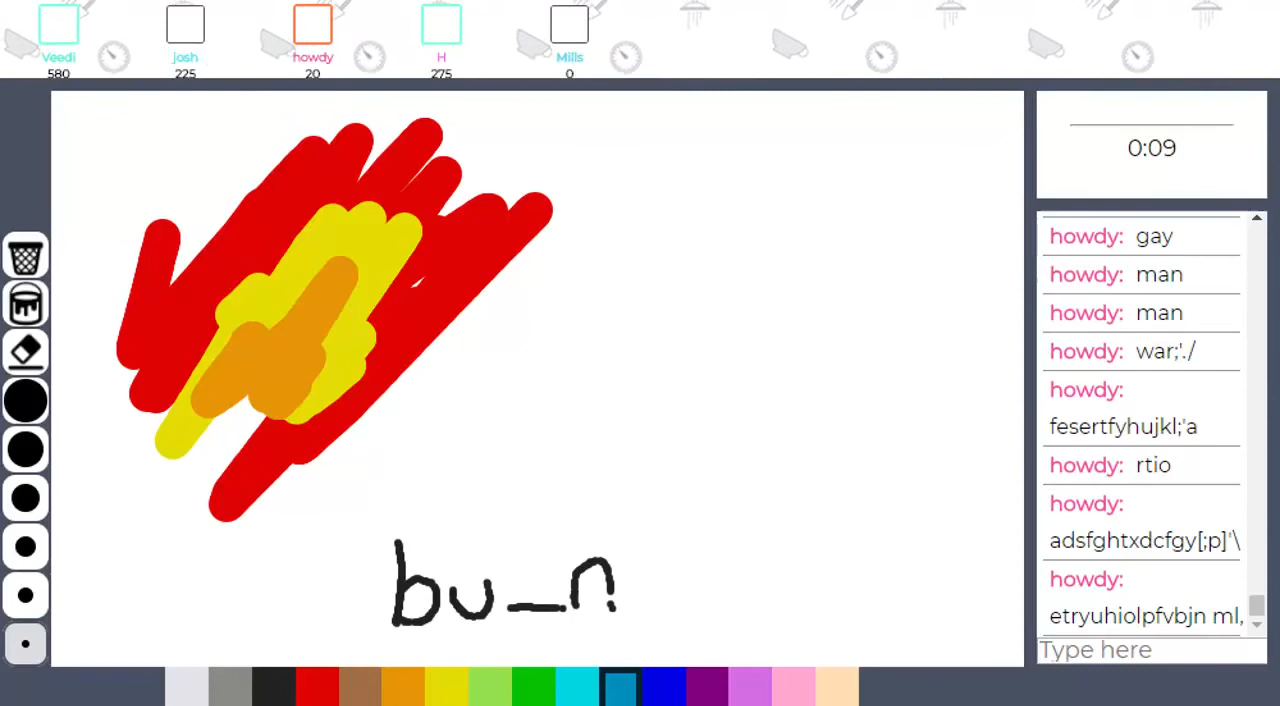 Veedi
580
josh
225
howdy
20
H
275
Mills
0
bu_n
0:09
howdy: gay
howdy: man
howdy: man
howdy: war;'./
howdy:
fesertfyhujkl;'a
howdy: rtio
howdy:
adsfghtxdcfgy[;p]'\
howdy:
etryuhiolpfvbjn ml,
Type here